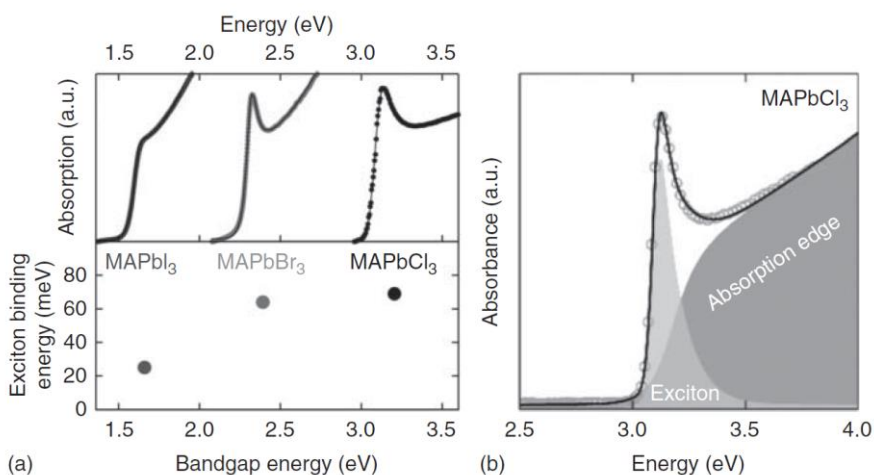 Energy (eV)
1.5 2.0 2.5 3.0 3.5
Absorption (a.u.)
MAPbI₃ MAPbBr₃ MAPbCl₃
Exciton binding
energy (meV)
80
60
40
20
0
1.5 2.0 2.5 3.0 3.5
(a) Bandgap energy (eV)
MAPbCl₃
Absorbance (a.u.)
Absorption edge
Exciton
2.5 3.0 3.5 4.0
(b) Energy (eV)